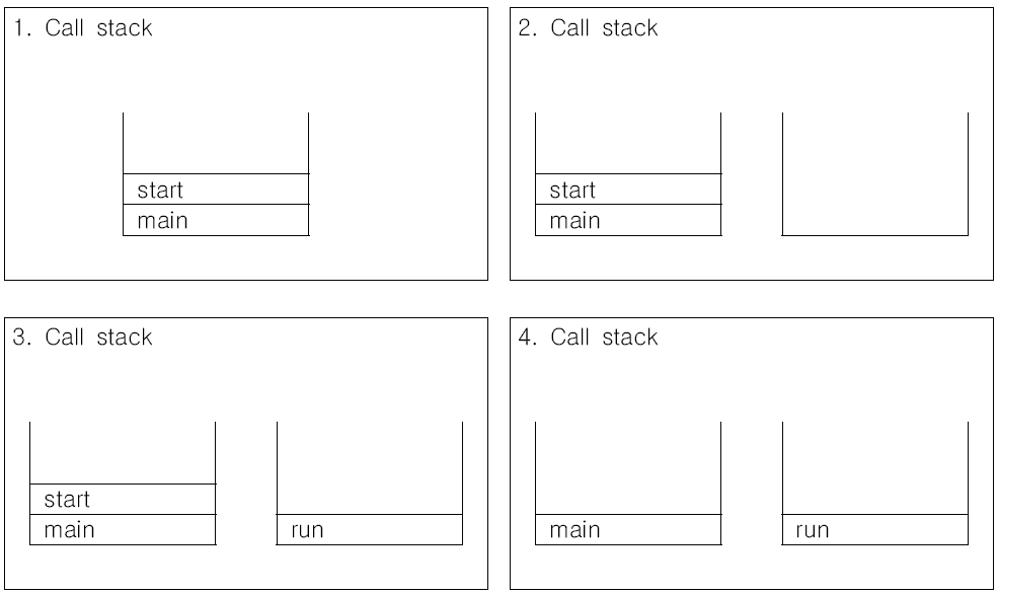 1. Call stack
start
main
2. Call stack
start
main
3. Call stack
start
main
run
4. Call stack
main
run